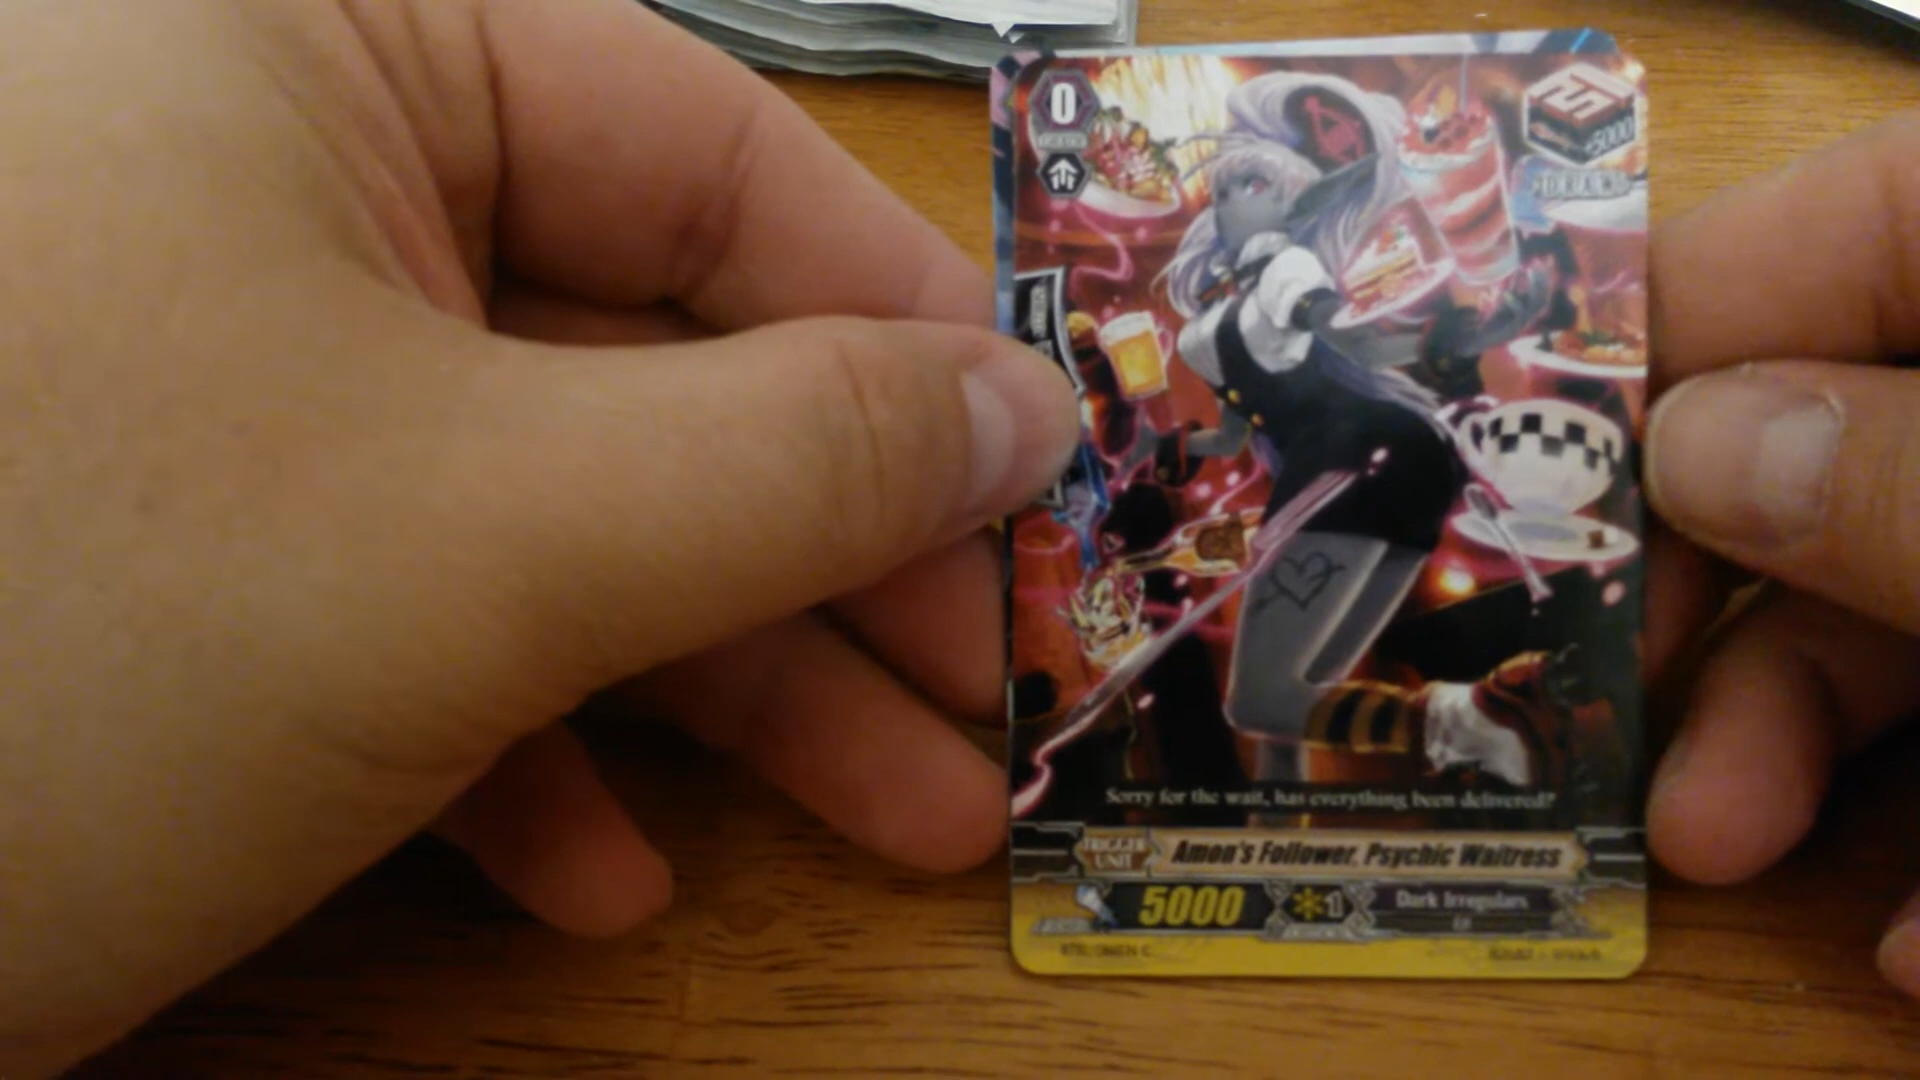 0
+5000
DRAW
Sorry for the wait, has everything been delivered?
TRIGGER
UNIT
Amon's Follower, Psychic Waitress
5000
1
Dark Irregulars